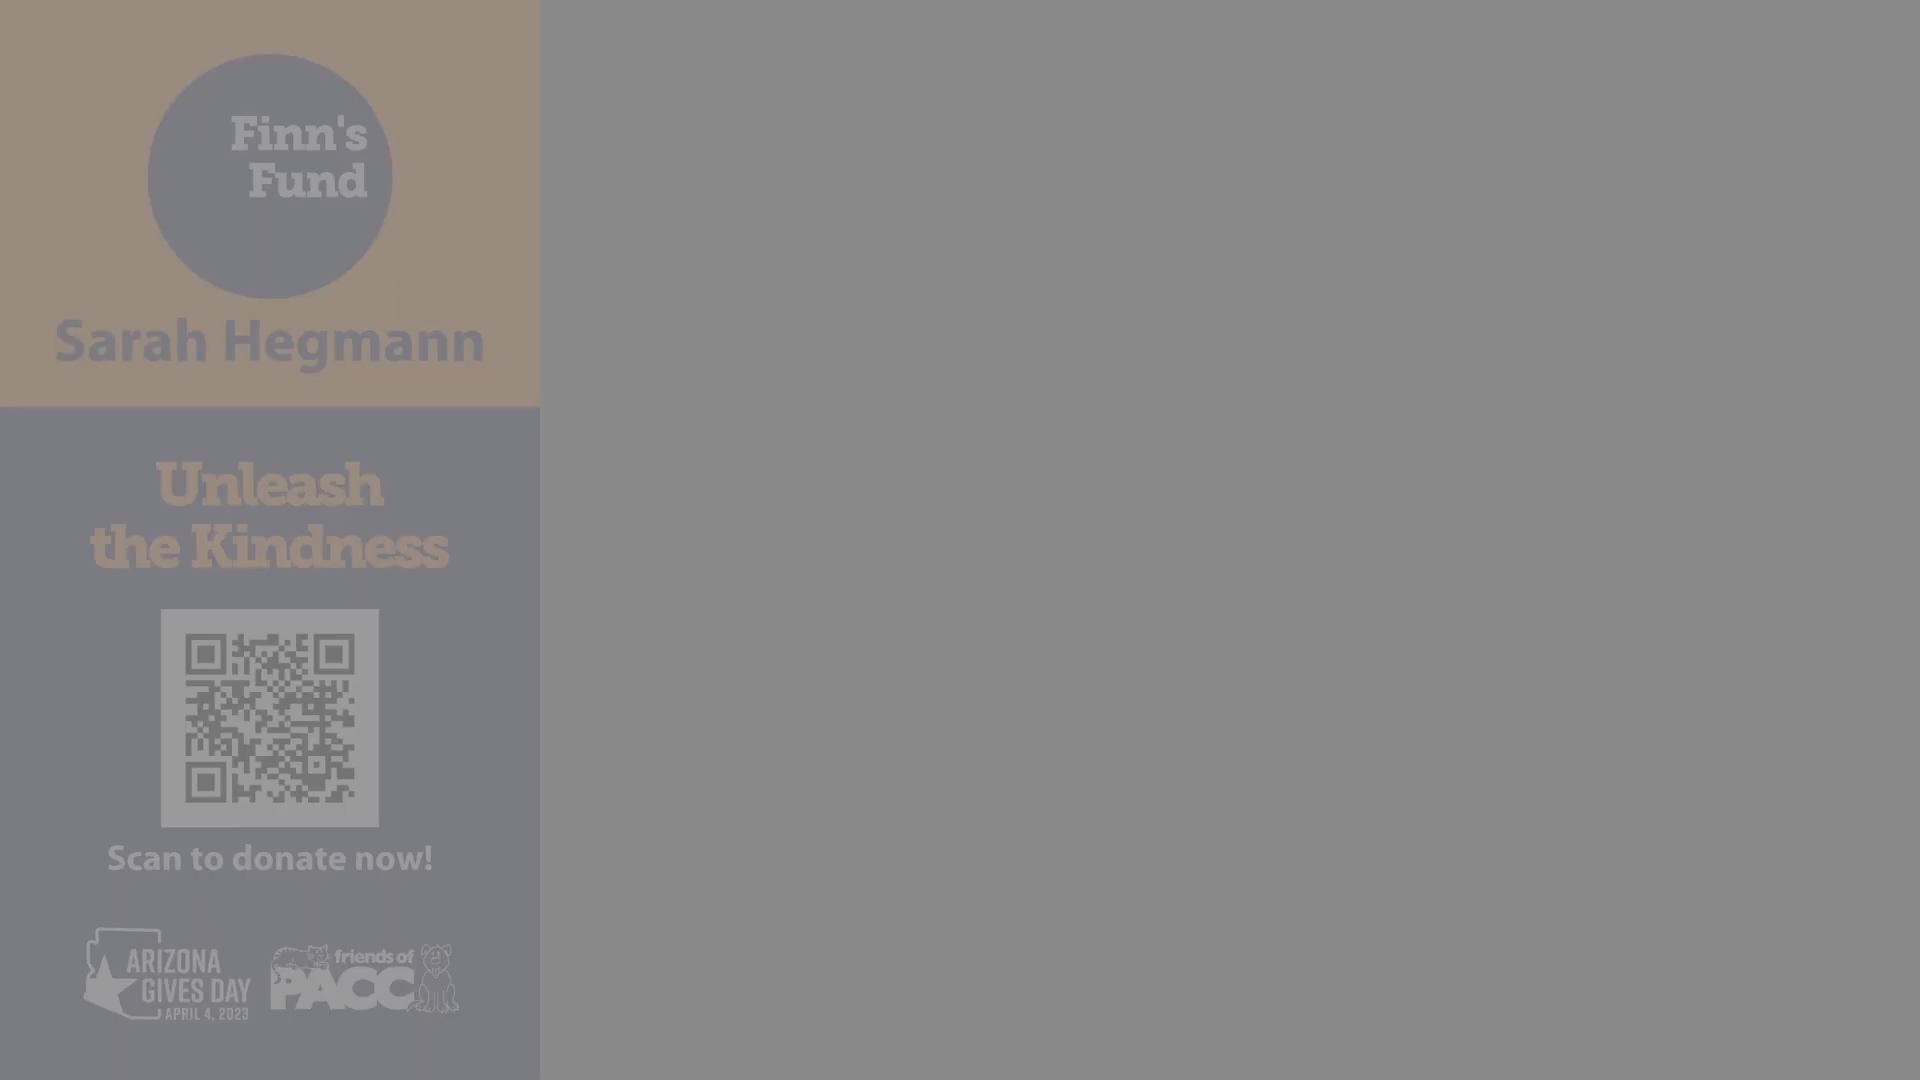 Finn's
Fund
Sarah Hegmann
Unleash
the Kindness
Scan to donate now!
ARIZONA
GIVES DAY
APRIL 4, 2023
friends of
PACC